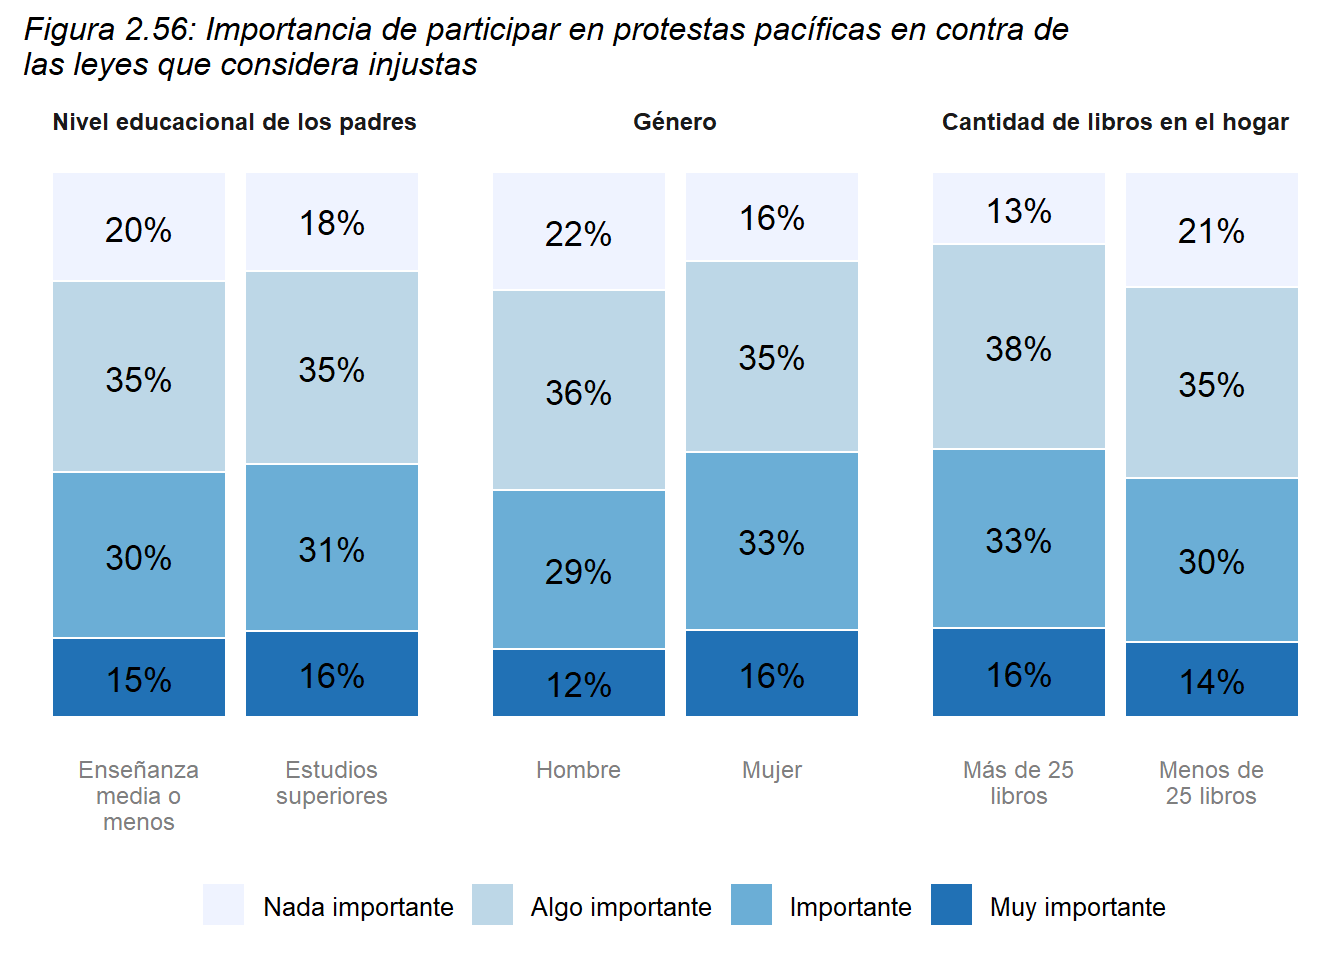 Figura 2.56: Importancia de participar en protestas pacíficas en contra de
las leyes que considera injustas
Nivel educacional de los padres
20%
18%
35%
35%
30%
31%
15%
16%
Enseñanza
media o
menos
Estudios
superiores
Género
22%
16%
36%
35%
29%
33%
12%
16%
Hombre
Mujer
Cantidad de libros en el hogar
13%
21%
38%
35%
33%
30%
16%
14%
Más de 25
libros
Menos de
25 libros
Nada importante
Algo importante
Importante
Muy importante